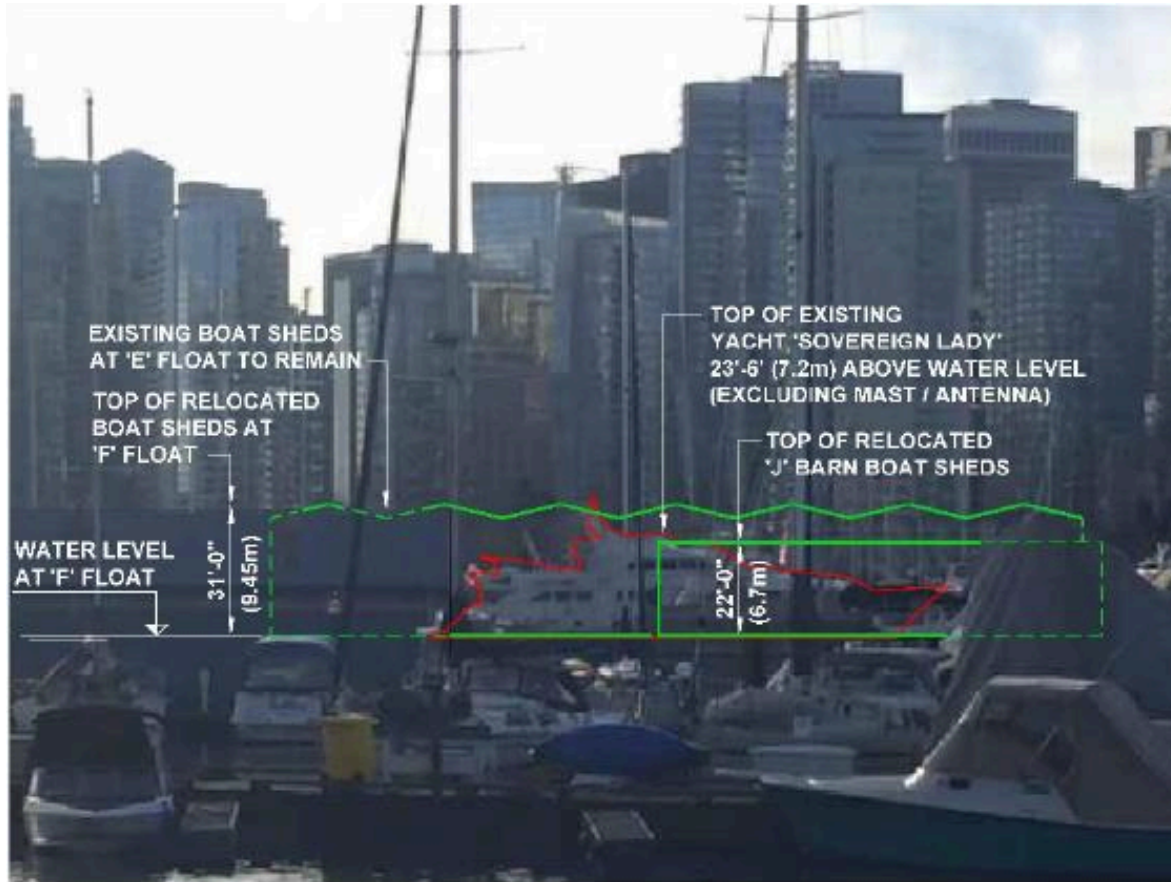 EXISTING BOAT SHEDS
AT 'E' FLOAT TO REMAIN
TOP OF RELOCATED
BOAT SHEDS AT
'F' FLOAT
WATER LEVEL
AT 'F' FLOAT
31'-0"
(9.45m)
TOP OF EXISTING
YACHT 'SOVEREIGN LADY'
23'-6' (7.2m) ABOVE WATER LEVEL
(EXCLUDING MAST / ANTENNA)
TOP OF RELOCATED
'J' BARN BOAT SHEDS
22'-0"
(6.7m)